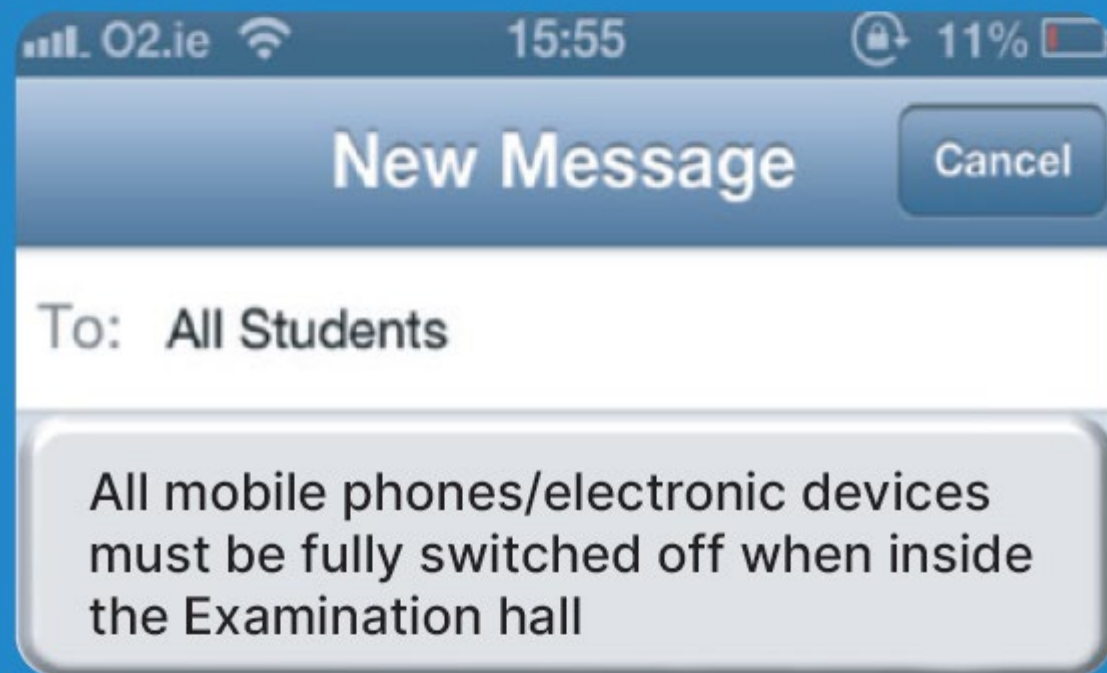 O2.ie 15:55 11%
New Message Cancel
To: All Students
All mobile phones/electronic devices
must be fully switched off when inside
the Examination hall